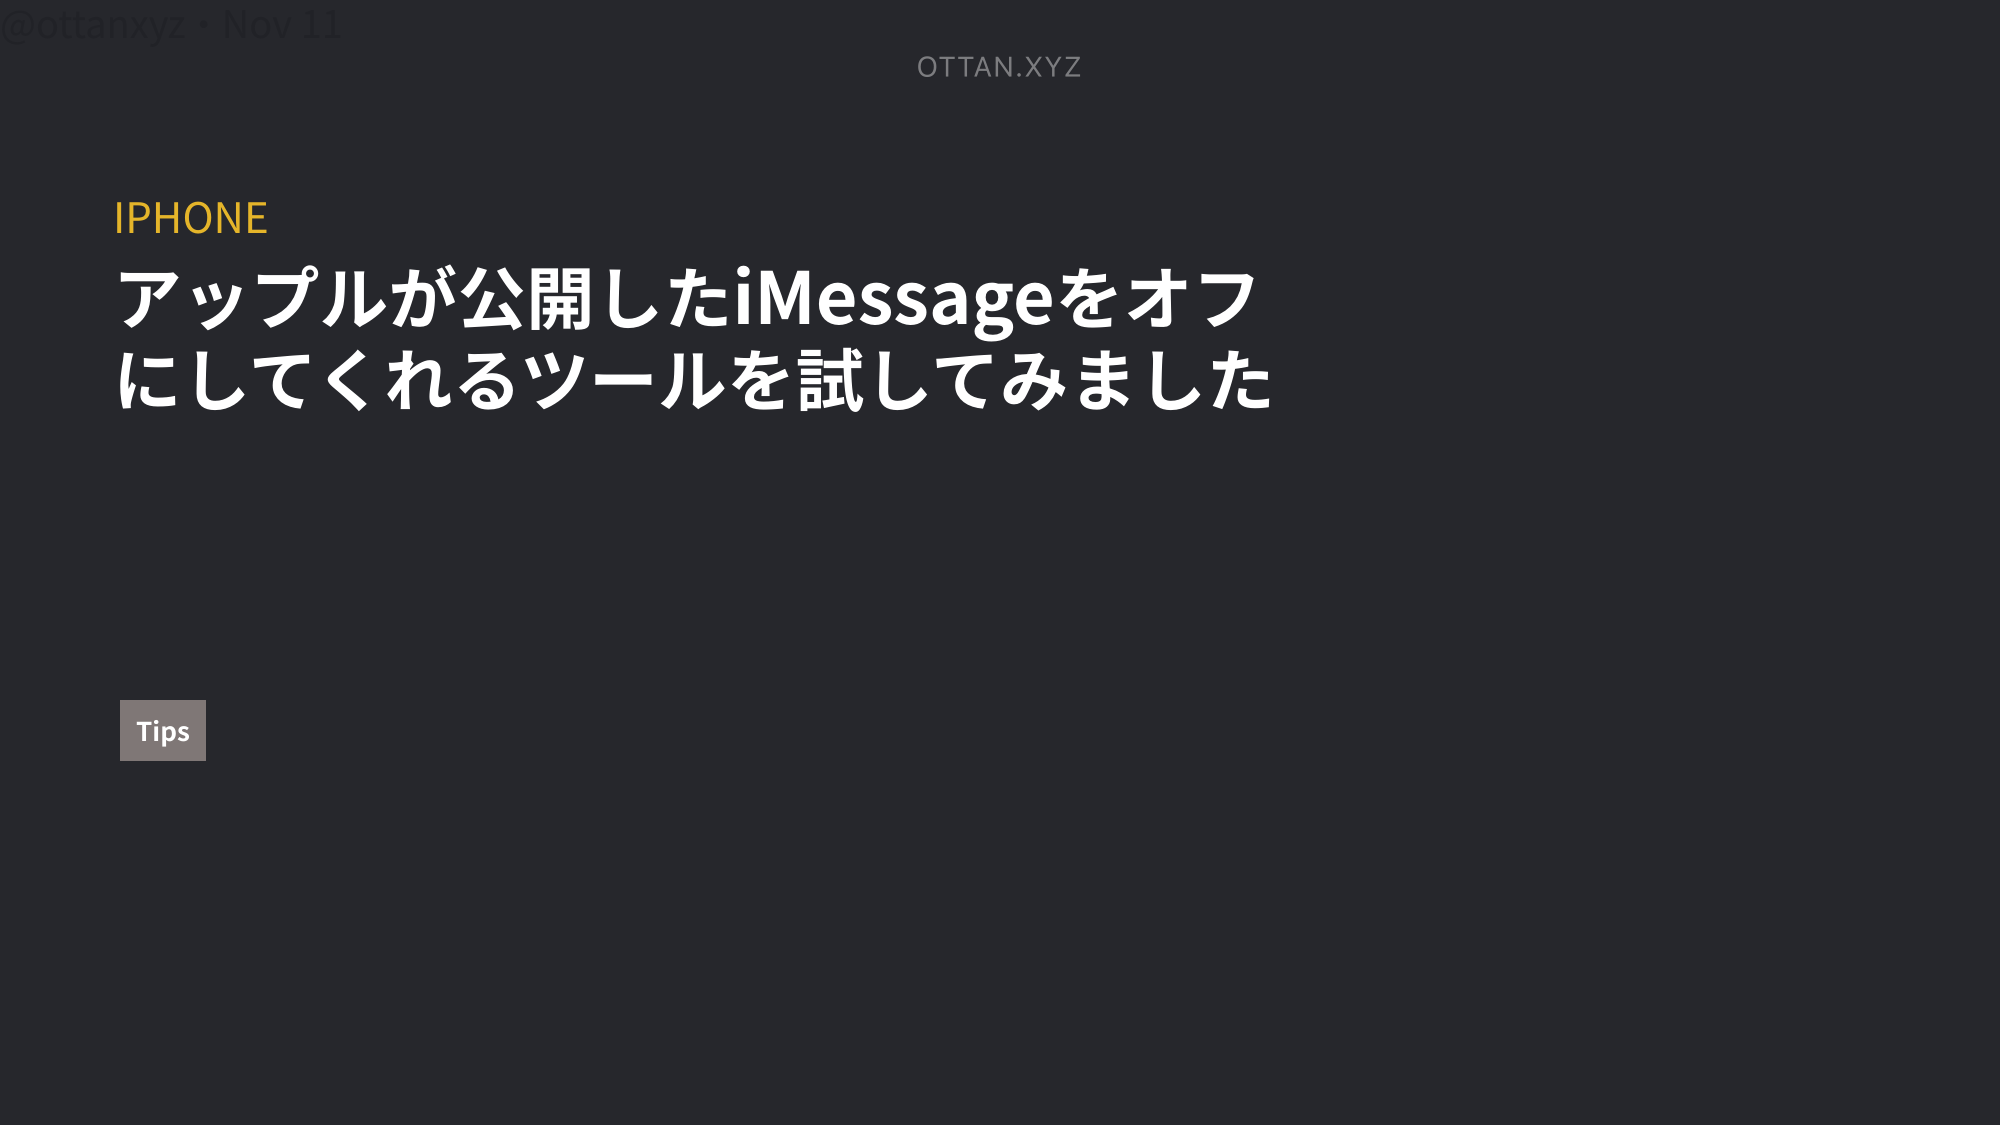 @ottanxyz・Nov 11
OTTAN.XYZ
IPHONE
アップルが公開したiMessageをオフ
にしてくれるツールを試してみました
Tips